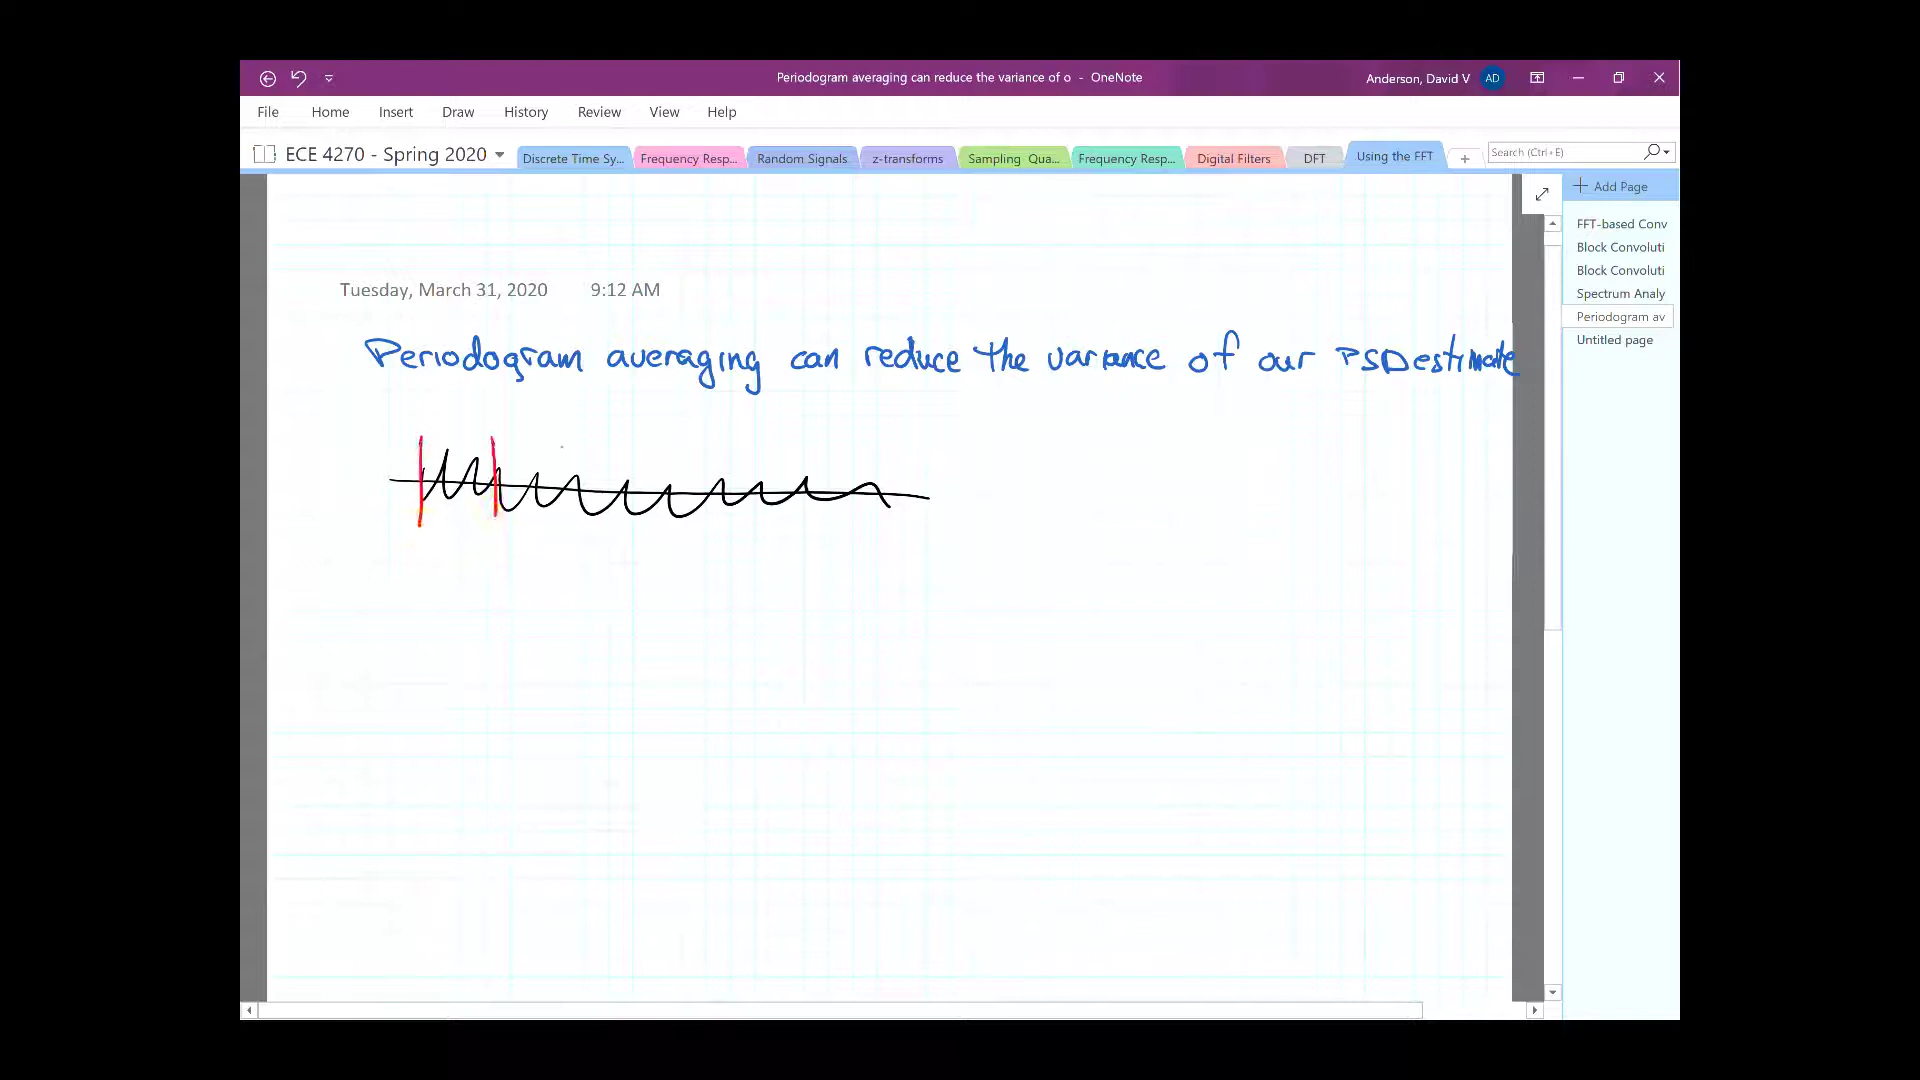 Periodogram averaging can reduce the variance of o - OneNote
Anderson, David V AD
File Home Insert Draw History Review View Help
ECE 4270 - Spring 2020
Discrete Time Sy... Frequency Resp... Random Signals z-transforms Sampling Qua... Frequency Resp... Digital Filters DFT Using the FFT +
Search (Ctrl+E)
Add Page
FFT-based Conv
Block Convoluti
Block Convoluti
Spectrum Analy
Periodogram av
Untitled page
Tuesday, March 31, 2020 9:12 AM
Periodogram averaging can reduce the variance of our PSD estimate